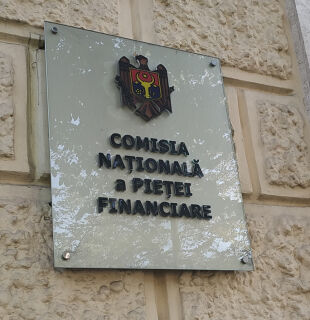 COMISIA
NAȚIONALĂ
a PIEȚEI
FINANCIARE